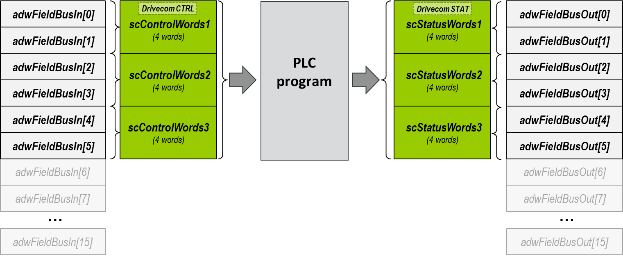 adwFieldBusIn[0]
adwFieldBusIn[1]
adwFieldBusIn[2]
adwFieldBusIn[3]
adwFieldBusIn[4]
adwFieldBusIn[5]
adwFieldBusIn[6]
adwFieldBusIn[7]
...
adwFieldBusIn[15]
Drivecom CTRL
scControlWords1
(4 words)
scControlWords2
(4 words)
scControlWords3
(4 words)
PLC
program
Drivecom STAT
scStatusWords1
(4 words)
scStatusWords2
(4 words)
scStatusWords3
(4 words)
adwFieldBusOut[0]
adwFieldBusOut[1]
adwFieldBusOut[2]
adwFieldBusOut[3]
adwFieldBusOut[4]
adwFieldBusOut[5]
adwFieldBusOut[6]
adwFieldBusOut[7]
...
adwFieldBusOut[15]